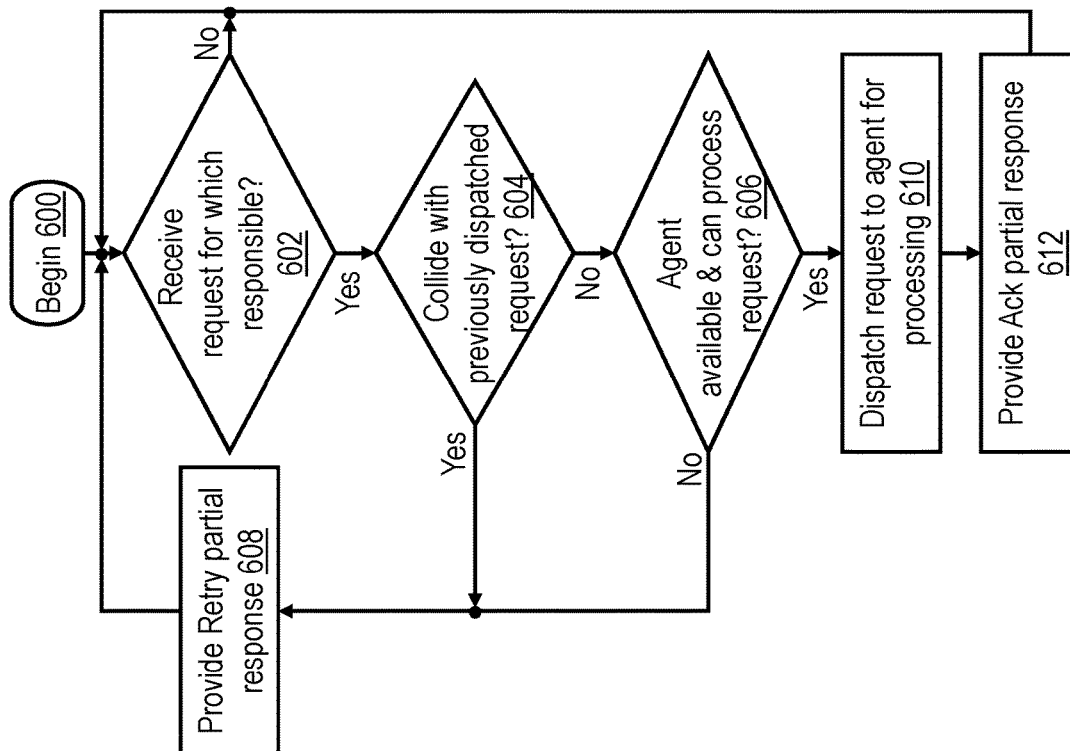 Begin 600
Receive
request for which
responsible?
602
No
Yes
Collide with
previously dispatched
request? 604
Yes
No
Agent
available & can process
request? 606
No
Yes
Provide Retry partial
response 608
Dispatch request to agent for
processing 610
Provide Ack partial response
612